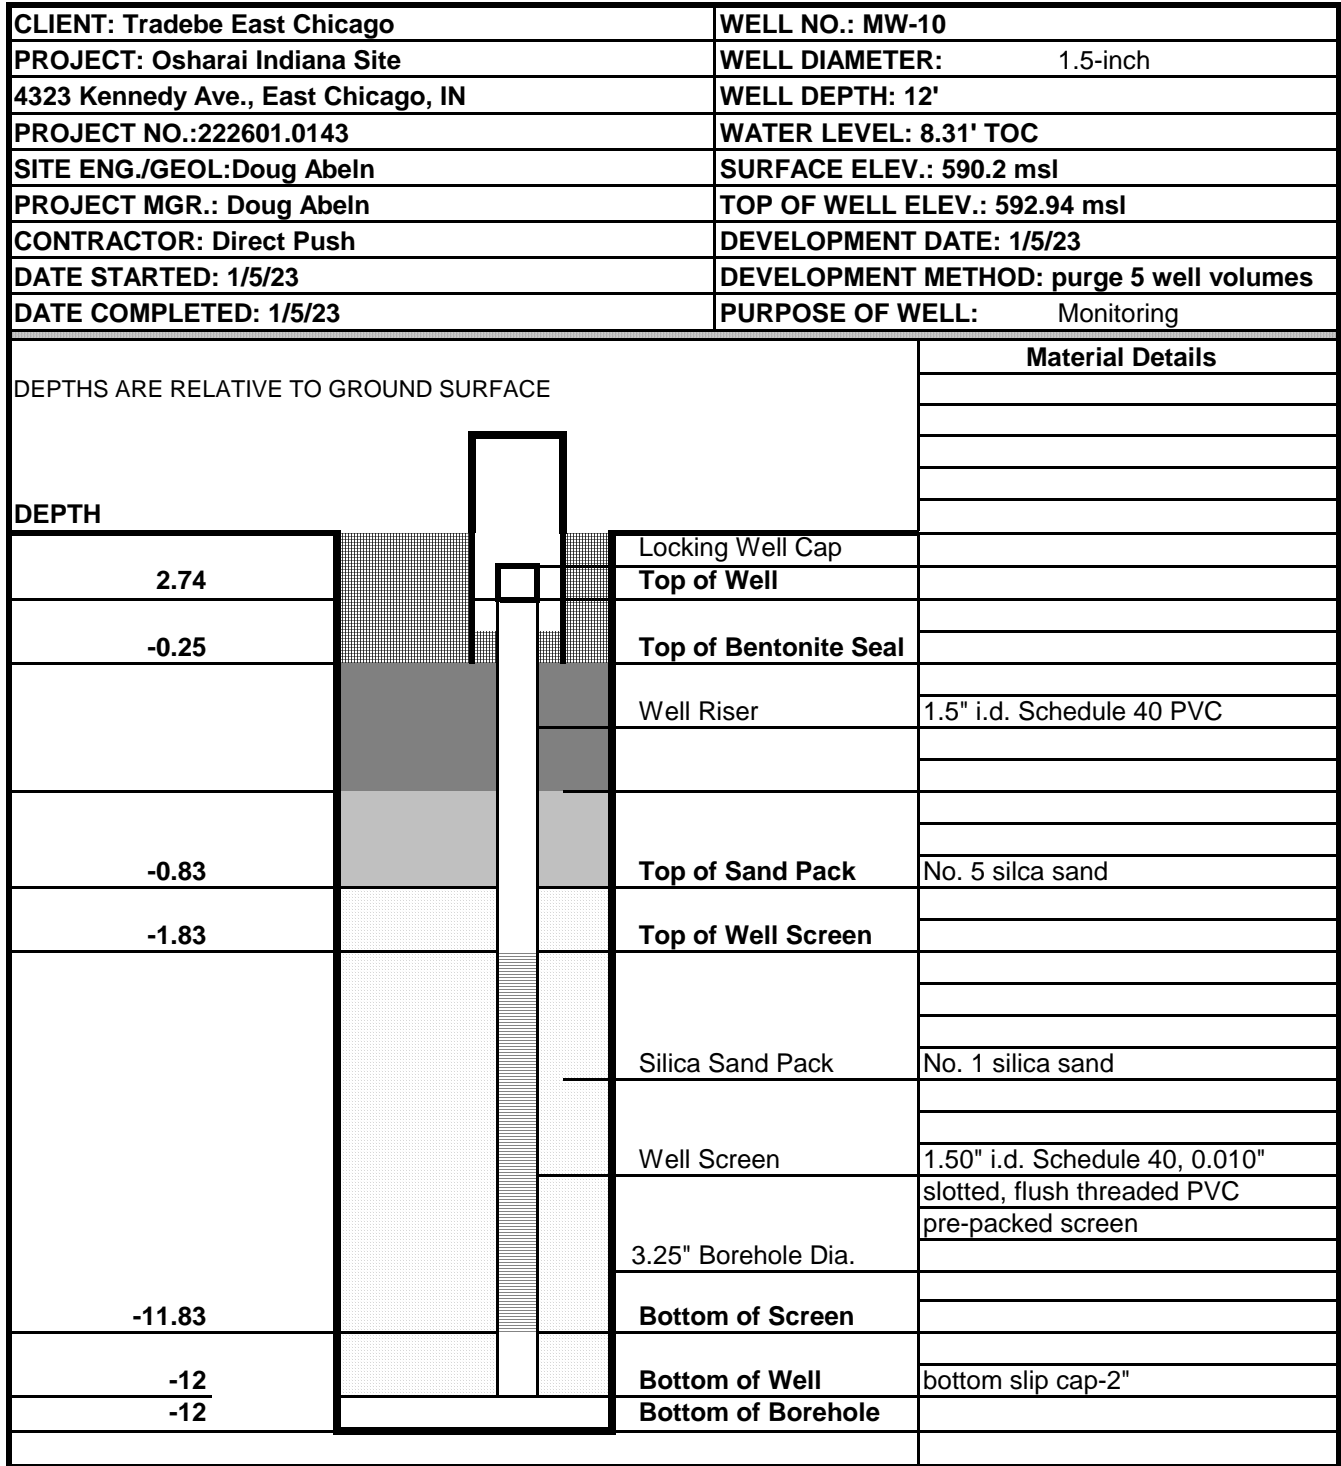 CLIENT: Tradebe East Chicago
WELL NO.: MW-10
PROJECT: Osharai Indiana Site
WELL DIAMETER: 1.5-inch
4323 Kennedy Ave., East Chicago, IN
WELL DEPTH: 12'
PROJECT NO.:222601.0143
WATER LEVEL: 8.31' TOC
SITE ENG./GEOL:Doug Abeln
SURFACE ELEV.: 590.2 msl
PROJECT MGR.: Doug Abeln
TOP OF WELL ELEV.: 592.94 msl
CONTRACTOR: Direct Push
DEVELOPMENT DATE: 1/5/23
DATE STARTED: 1/5/23
DEVELOPMENT METHOD: purge 5 well volumes
DATE COMPLETED: 1/5/23
PURPOSE OF WELL: Monitoring
Material Details
DEPTHS ARE RELATIVE TO GROUND SURFACE
DEPTH
Locking Well Cap
2.74 Top of Well
-0.25 Top of Bentonite Seal
Well Riser 1.5" i.d. Schedule 40 PVC
-0.83 Top of Sand Pack No. 5 silca sand
-1.83 Top of Well Screen
Silica Sand Pack No. 1 silica sand
Well Screen 1.50" i.d. Schedule 40, 0.010"
slotted, flush threaded PVC
pre-packed screen
3.25" Borehole Dia.
-11.83 Bottom of Screen
-12 Bottom of Well bottom slip cap-2"
-12 Bottom of Borehole